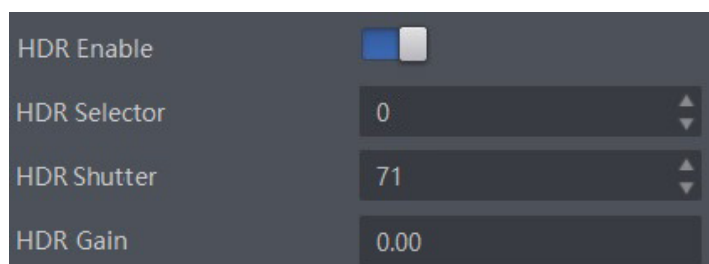 HDR Enable
HDR Selector 0
HDR Shutter 71
HDR Gain 0.00